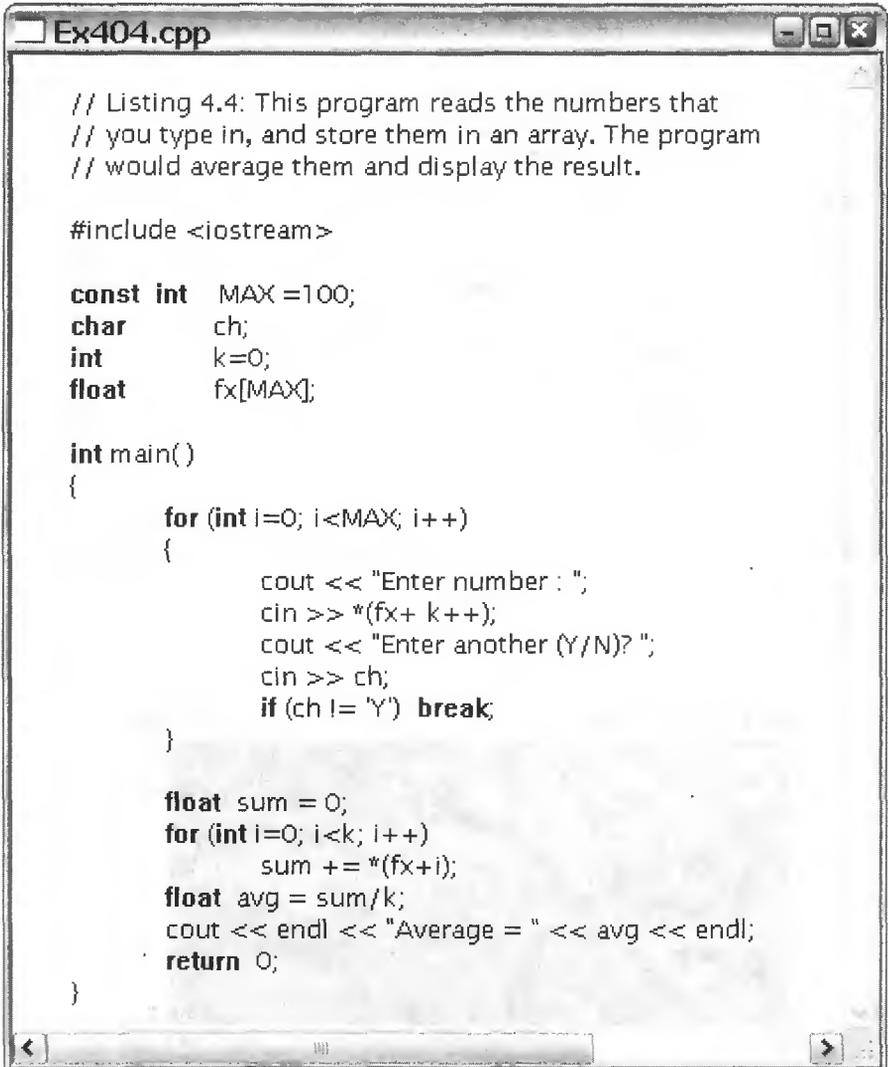 Ex404.cpp
// Listing 4.4: This program reads the numbers that
// you type in, and store them in an array. The program
// would average them and display the result.
#include <iostream>
const int MAX =100;
char ch;
int k=0;
float fx[MAX];
int main( )
{
for (int i=0; i<MAX; i++)
{
cout << "Enter number : ";
cin >> *(fx+ k++);
cout << "Enter another (Y/N)? ";
cin >> ch;
if (ch != 'Y') break;
}
float sum = 0;
for (int i=0; i<k; i++)
sum += *(fx+i);
float avg = sum/k;
cout << endl << "Average = " << avg << endl;
return 0;
}